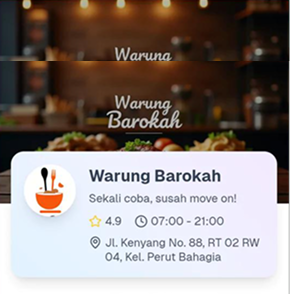 Warung
Warung
Barokah
Warung Barokah
Sekali coba, susah move on!
4.9 07:00 - 21:00
Jl. Kenyang No. 88, RT 02 RW
04, Kel. Perut Bahagia